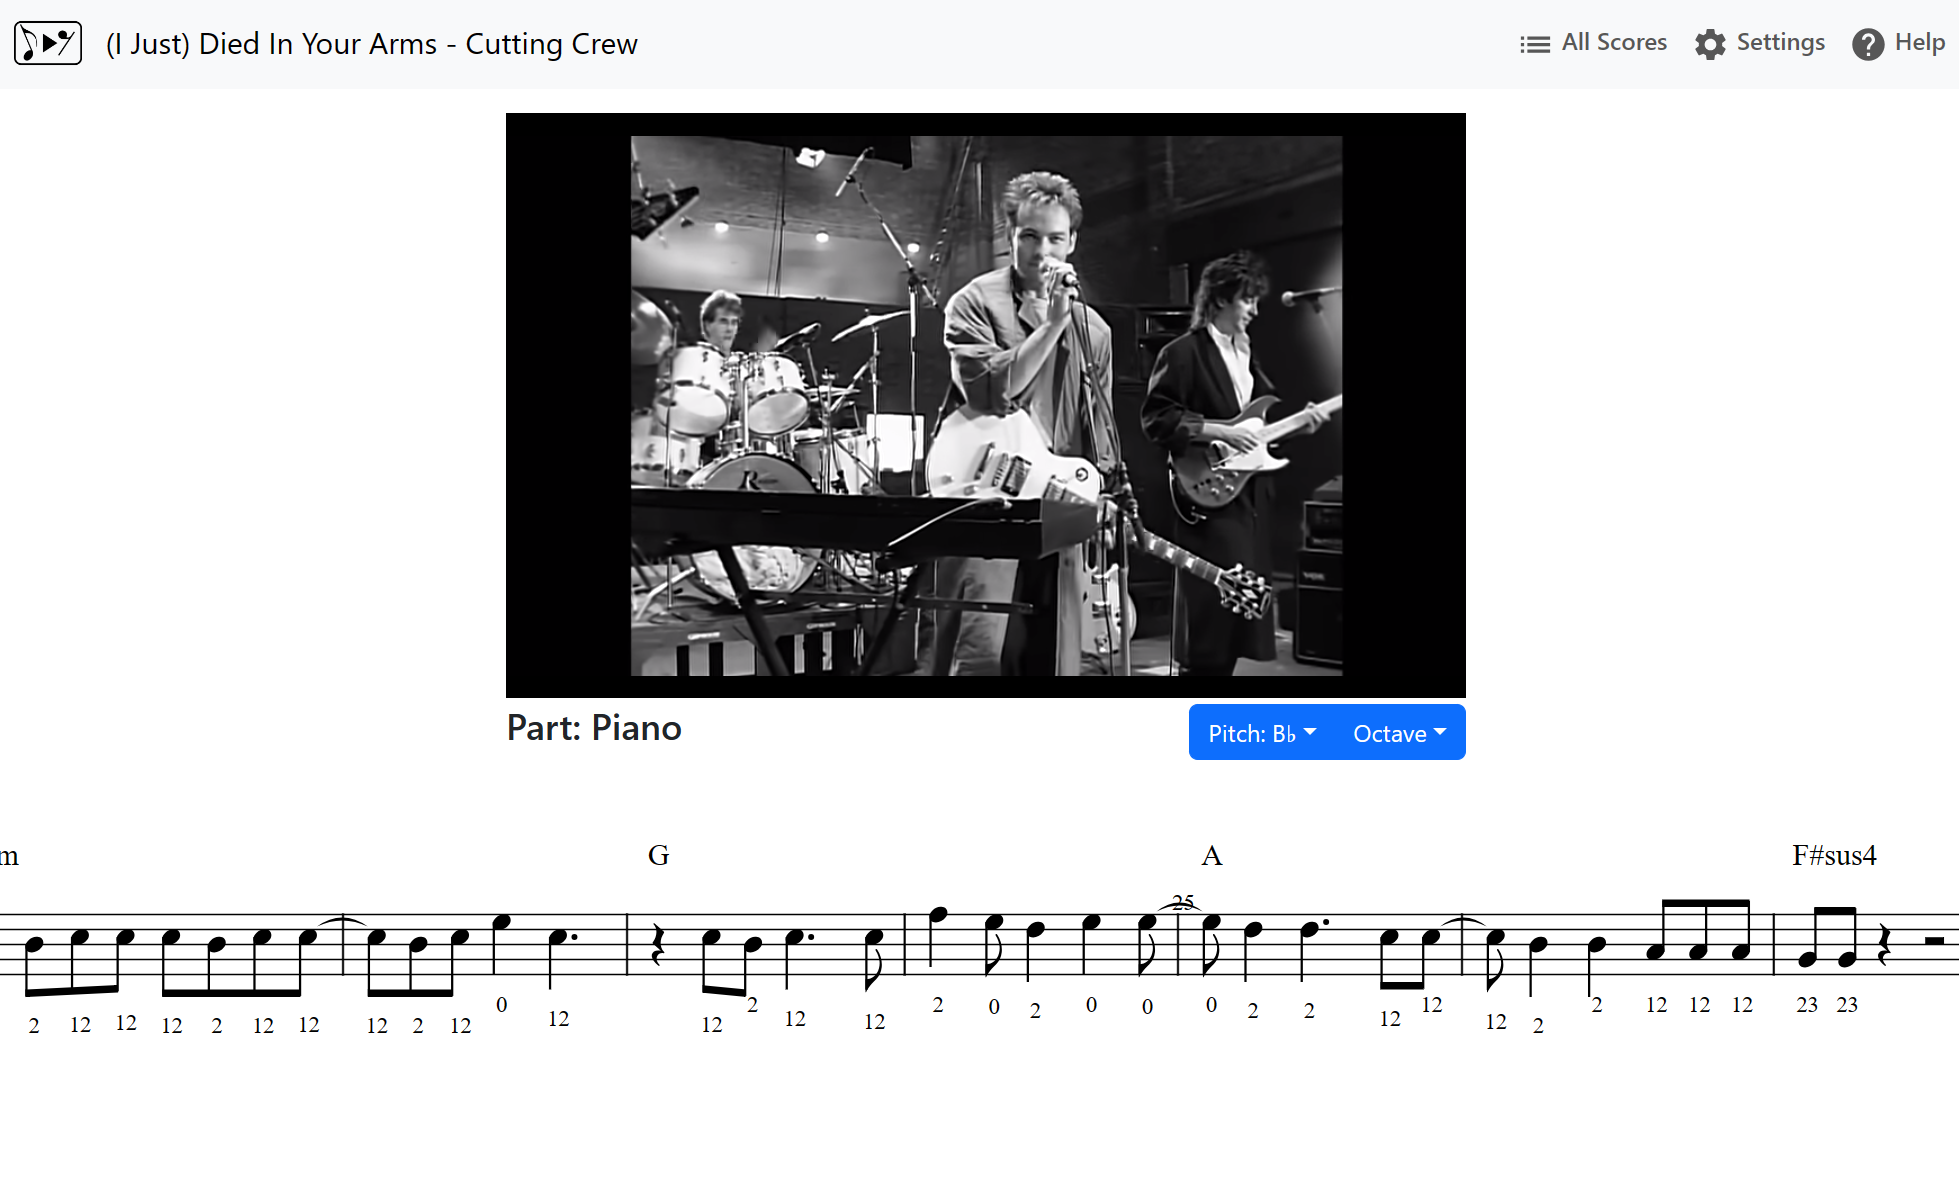 (I Just) Died In Your Arms - Cutting Crew
All Scores
Settings
Help
R
Part: Piano
Pitch: B♭
Octave
m
G
A
F#sus4
25
2 12 12 12 2 12 12 12 2 12 0 12 12 2 12 12 2 0 2 0 0 0 2 2 12 12 12 2 2 12 12 12 23 23